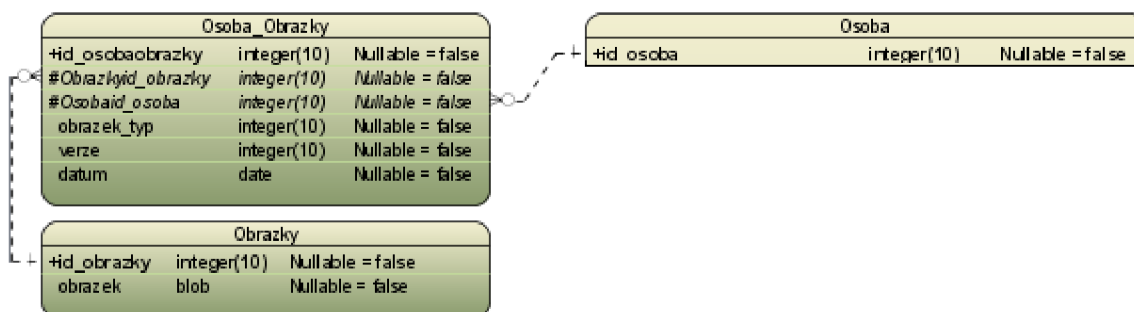 Osoba_Obrazky
+id_osobaobrazky integer(10) Nullable = false
#Obrazkyid_obrazky integer(10) Nullable = false
#Osobaid_osoba integer(10) Nullable = false
obrazek_typ integer(10) Nullable = false
verze integer(10) Nullable = false
datum date Nullable = false
Osoba
+id_osoba integer(10) Nullable = false
Obrazky
+id_obrazky integer(10) Nullable = false
obrazek blob Nullable = false